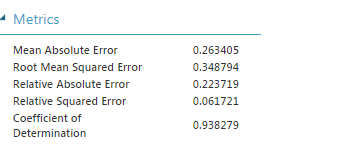 Metrics
Mean Absolute Error 0.263405
Root Mean Squared Error 0.348794
Relative Absolute Error 0.223719
Relative Squared Error 0.061721
Coefficient of
Determination 0.938279